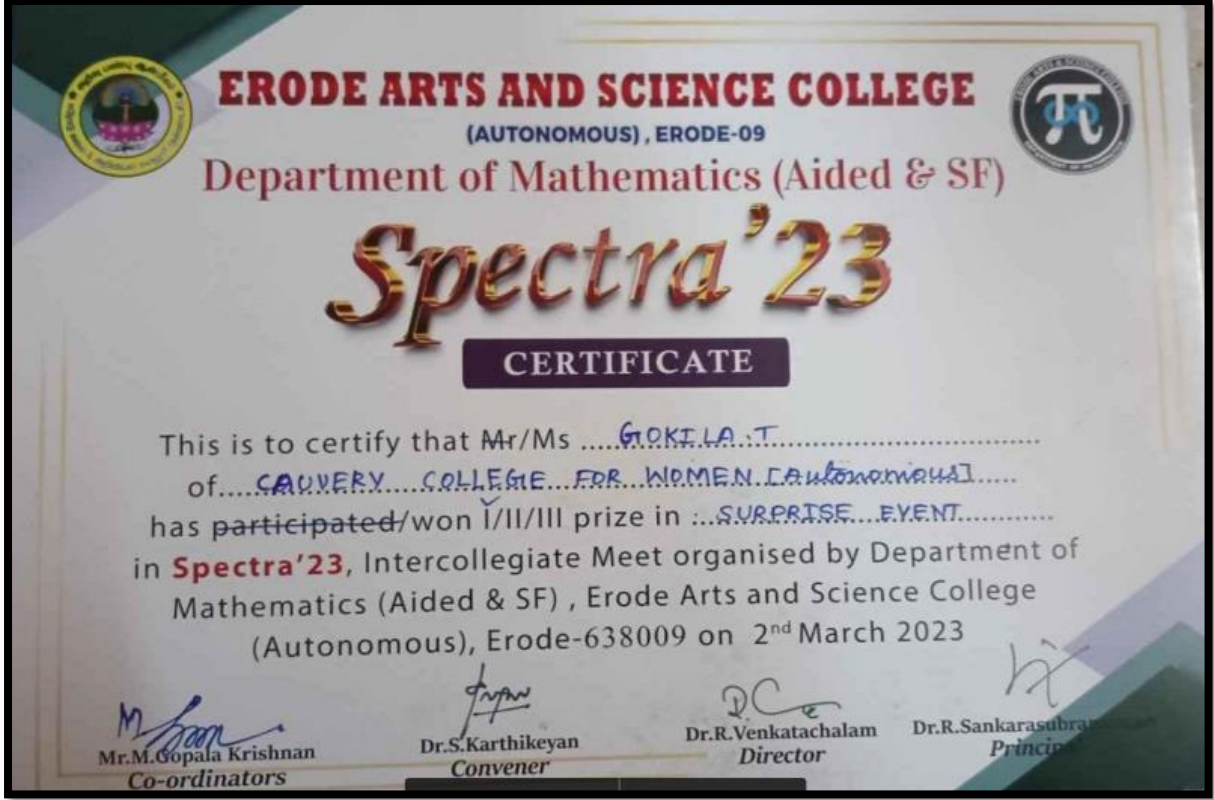 ERODE ARTS AND SCIENCE COLLEGE
(AUTONOMOUS), ERODE-09
Department of Mathematics (Aided & SF)
Spectra'23
CERTIFICATE
This is to certify that Mr/Ms ....GOKILA.T..............................
of.....CAUVERY COLLEGE FOR WOMEN [Autonomious].....
has participated/won I/II/III prize in :..SURPRISE EVENT.............
in Spectra'23, Intercollegiate Meet organised by Department of
Mathematics (Aided & SF) , Erode Arts and Science College
(Autonomous), Erode-638009 on 2nd March 2023
Mr.M.Gopala Krishnan
Co-ordinators
Dr.S.Karthikeyan
Convener
Dr.R.Venkatachalam
Director
Dr.R.Sankarasubra
Princip